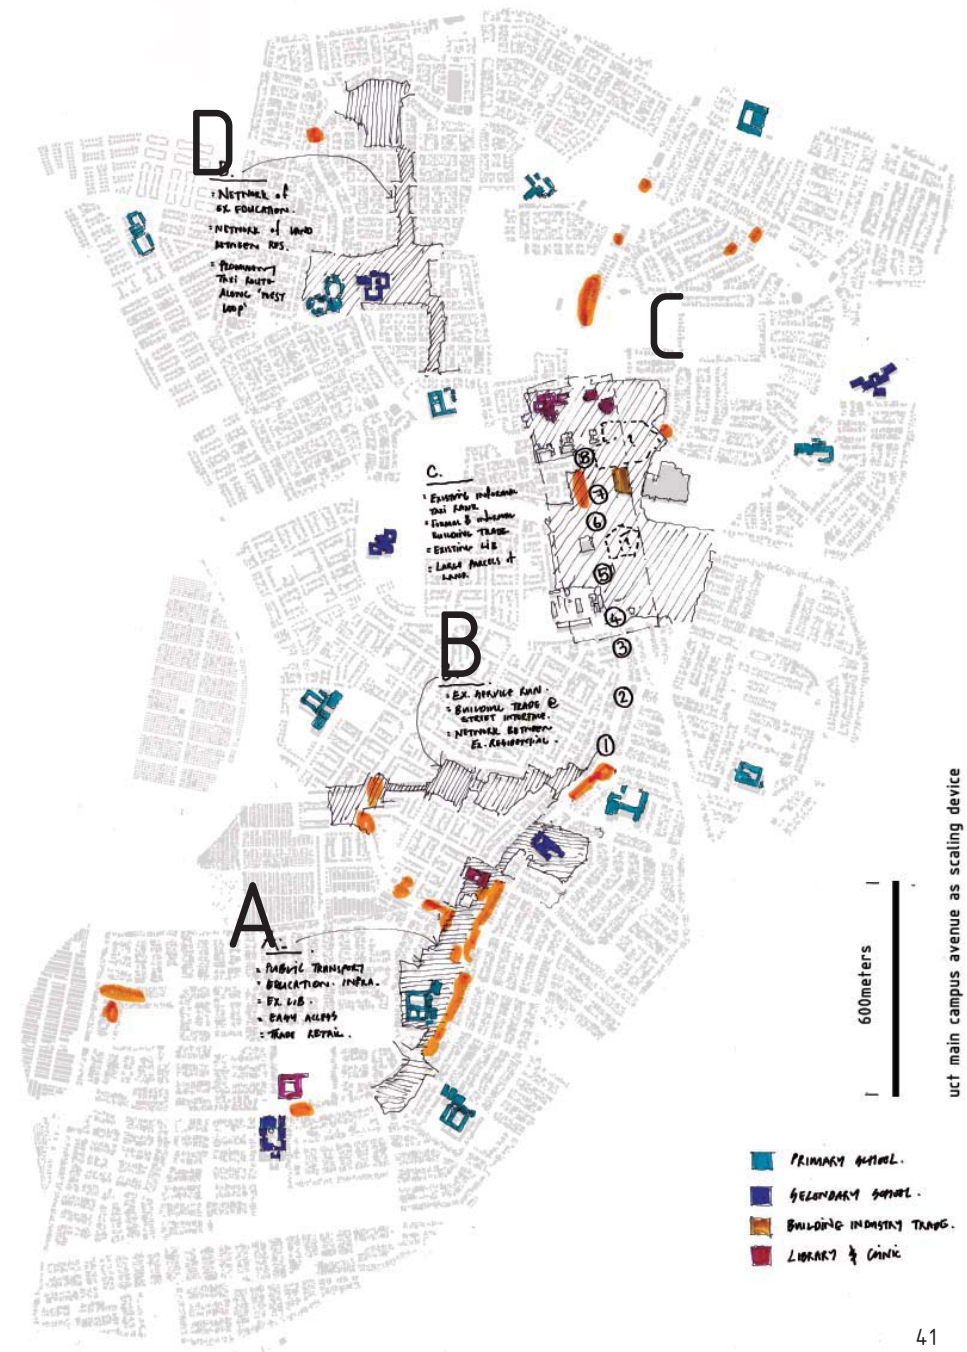 D
D.
= NETWORK of
EX EDUCATION.
= NETWORK of LAND
BETWEEN RES.
=
TAXI ROUTE
ALONG 'WEST
LOOP'
C
C.
= EXISTING INFORMAL
TAXI RANK
= FORMAL & INFORMAL
BUILDING TRADE
= EXISTING LIB
= LARGE PARCELS of
LAND.
8
7
6
5
4
3
2
1
B
= EX. SERVICE RUN.
= BUILDING TRADE @
STREET INTERFACE.
= NETWORK BETWEEN
EX. RESIDENTIAL.
A
A.
= PUBLIC TRANSPORT
= EDUCATION. INFRA.
= EX LIB.
= EASY ACCESS
= TRADE RETAIL.
600meters
uct main campus avenue as scaling device
PRIMARY SCHOOL.
SECONDARY SCHOOL.
BUILDING INDUSTRY TRADE.
LIBRARY & CLINIC
41